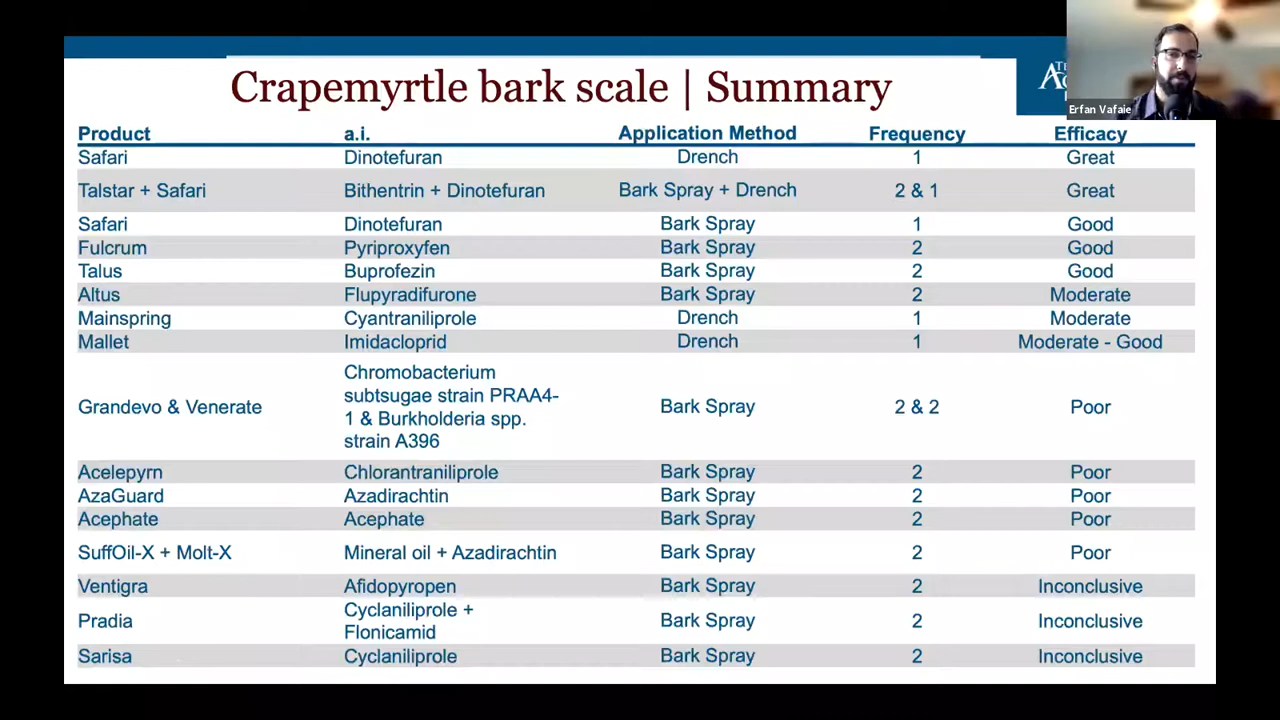 Crapemyrtle bark scale | Summary
Erfan Vafaie
Product a.i. Application Method Frequency Efficacy
Safari Dinotefuran Drench 1 Great
Talstar + Safari Bithentrin + Dinotefuran Bark Spray + Drench 2 & 1 Great
Safari Dinotefuran Bark Spray 1 Good
Fulcrum Pyriproxyfen Bark Spray 2 Good
Talus Buprofezin Bark Spray 2 Good
Altus Flupyradifurone Bark Spray 2 Moderate
Mainspring Cyantraniliprole Drench 1 Moderate
Mallet Imidacloprid Drench 1 Moderate - Good
Chromobacterium
subtsugae strain PRAA4-
Grandevo & Venerate Bark Spray 2 & 2 Poor
1 & Burkholderia spp.
strain A396
Acelepyrn Chlorantraniliprole Bark Spray 2 Poor
AzaGuard Azadirachtin Bark Spray 2 Poor
Acephate Acephate Bark Spray 2 Poor
SuffOil-X + Molt-X Mineral oil + Azadirachtin Bark Spray 2 Poor
Ventigra Afidopyropen Bark Spray 2 Inconclusive
Pradia Cyclaniliprole + Bark Spray 2 Inconclusive
Flonicamid
Sarisa Cyclaniliprole Bark Spray 2 Inconclusive